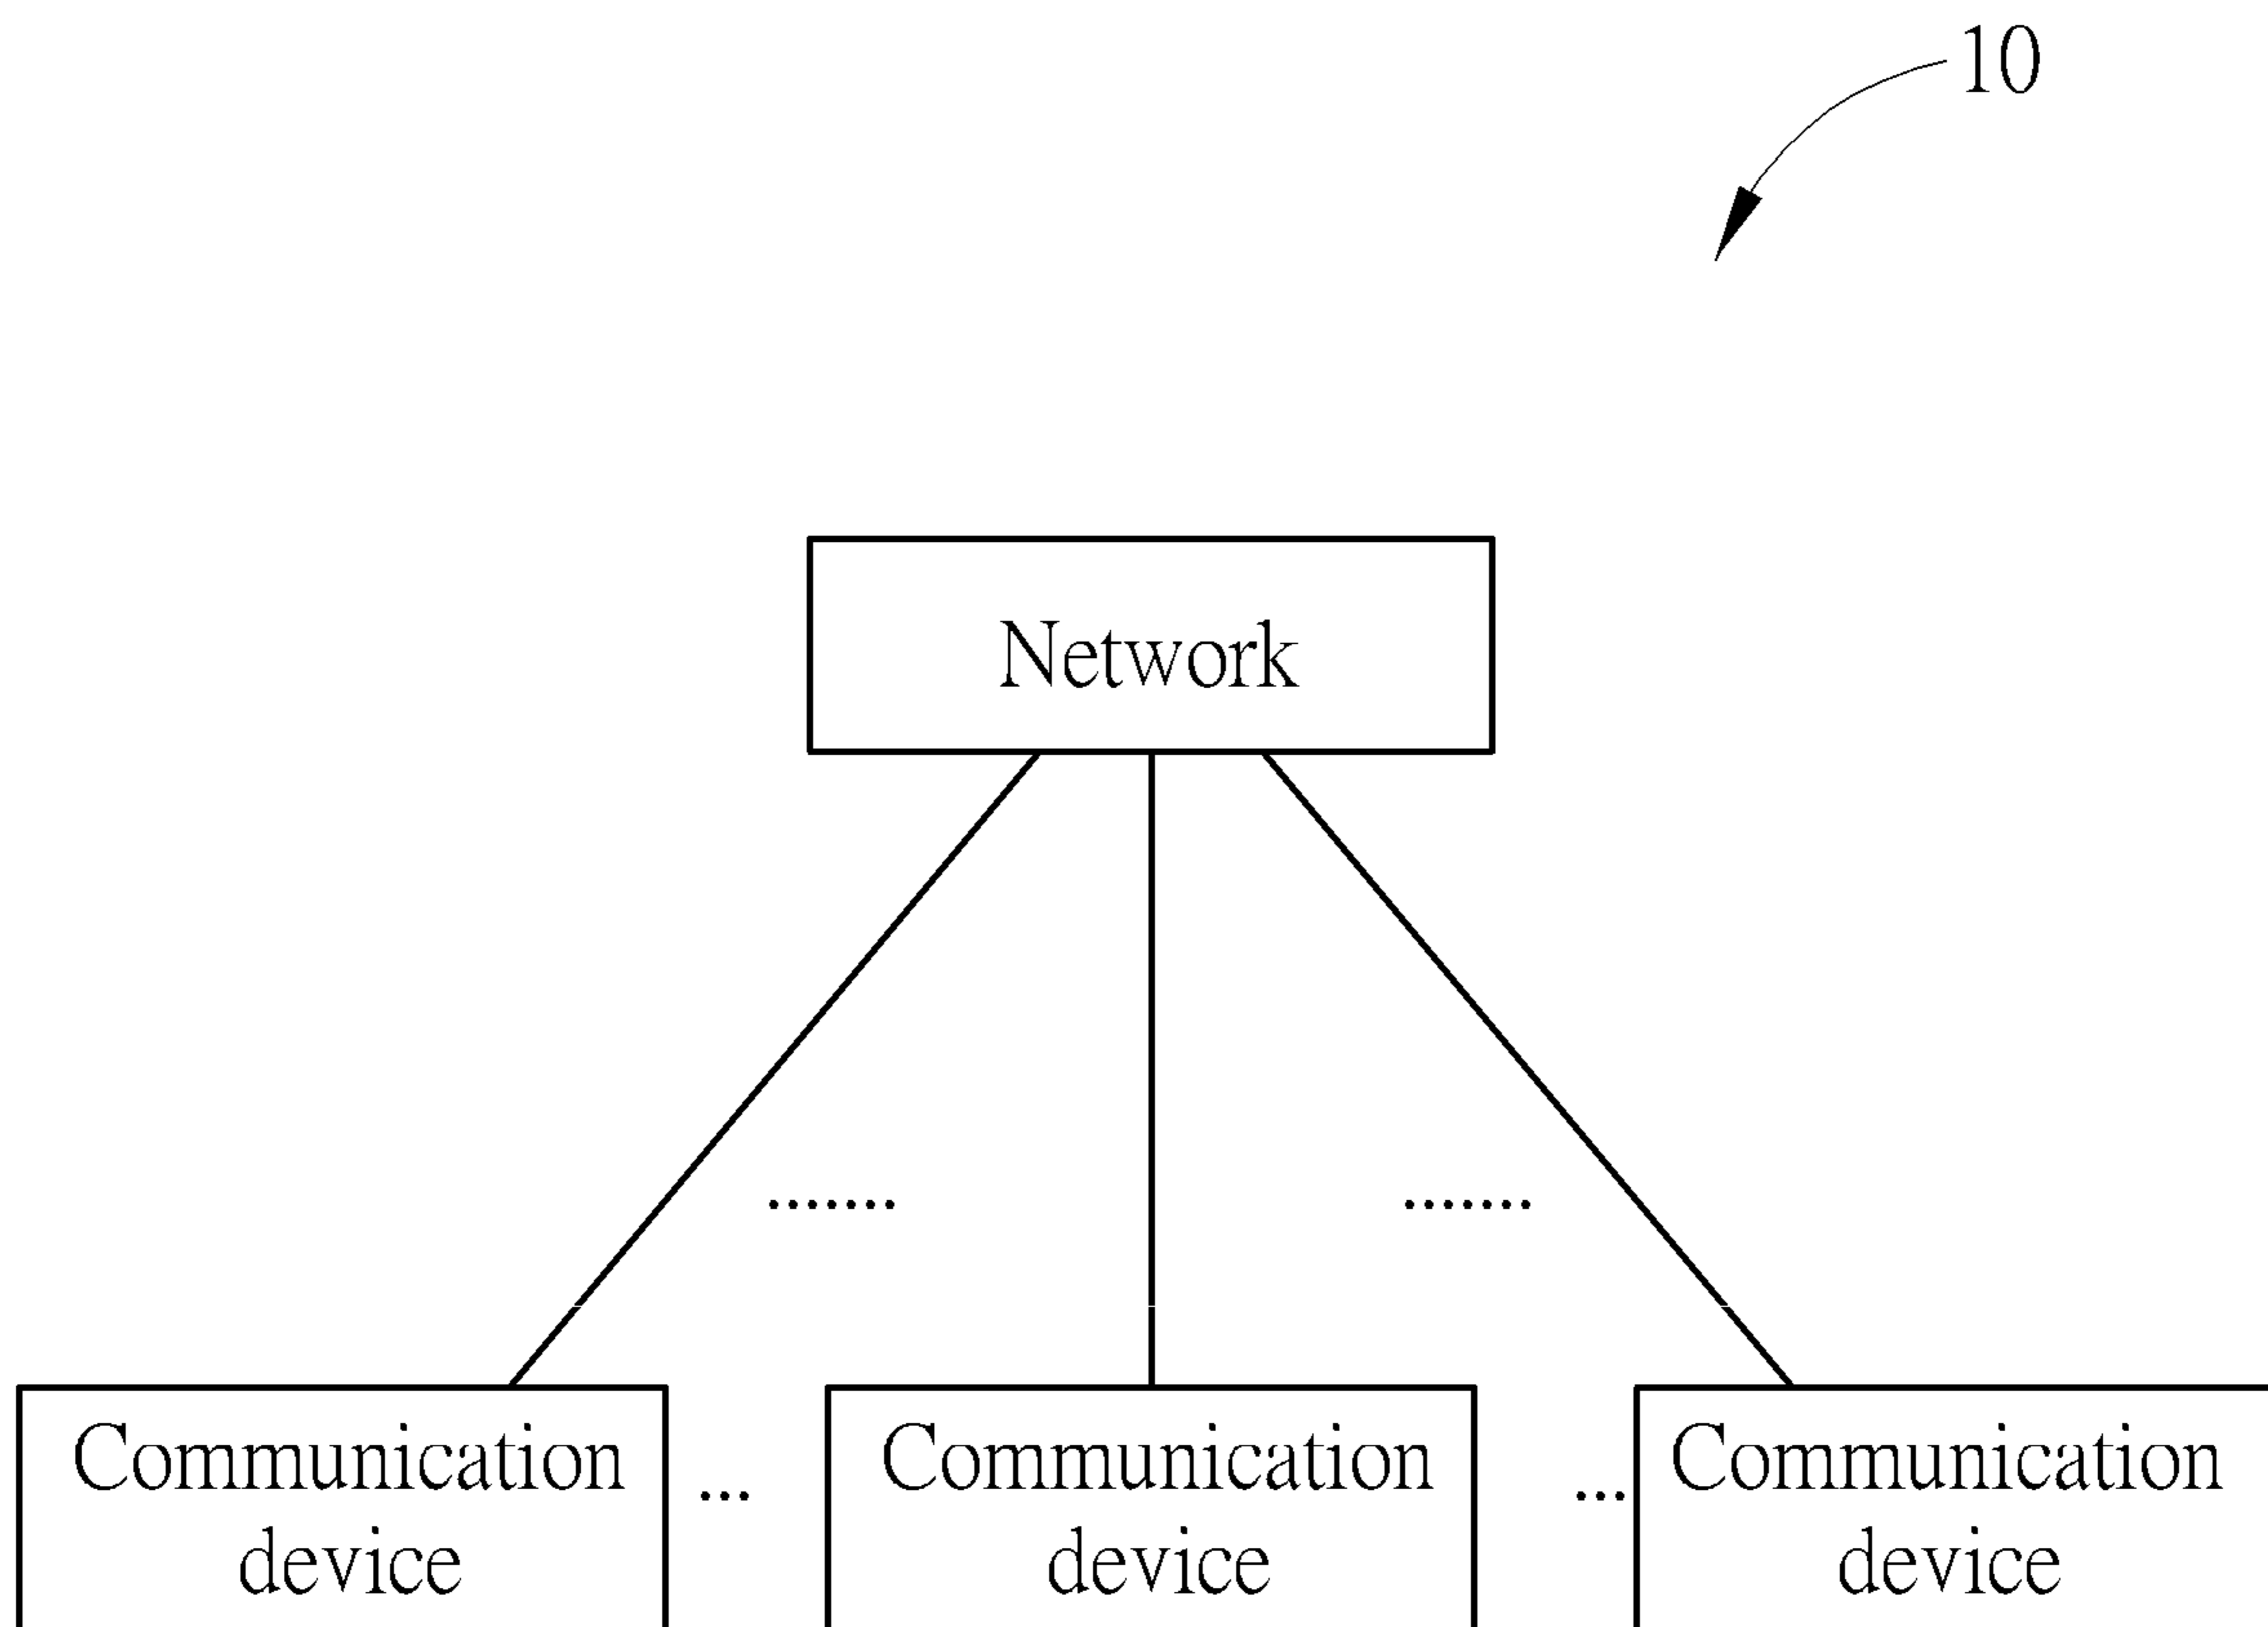 10
Network
.......
.......
Communication
device
...
Communication
device
...
Communication
device